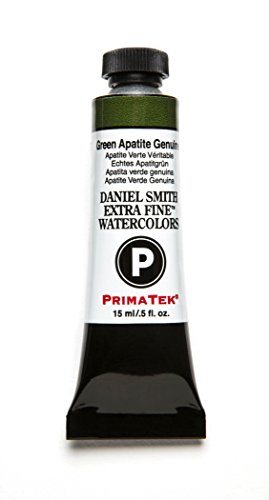 Green Apatite Genuine
Apatite Verte Véritable
Echtes Apatitgrün
Apatita verde genuina
Apatite Verde Genuina
DANIEL SMITH
EXTRA FINE™
WATERCOLORS
P
PRIMATEK®
15 ml/.5 fl. oz.